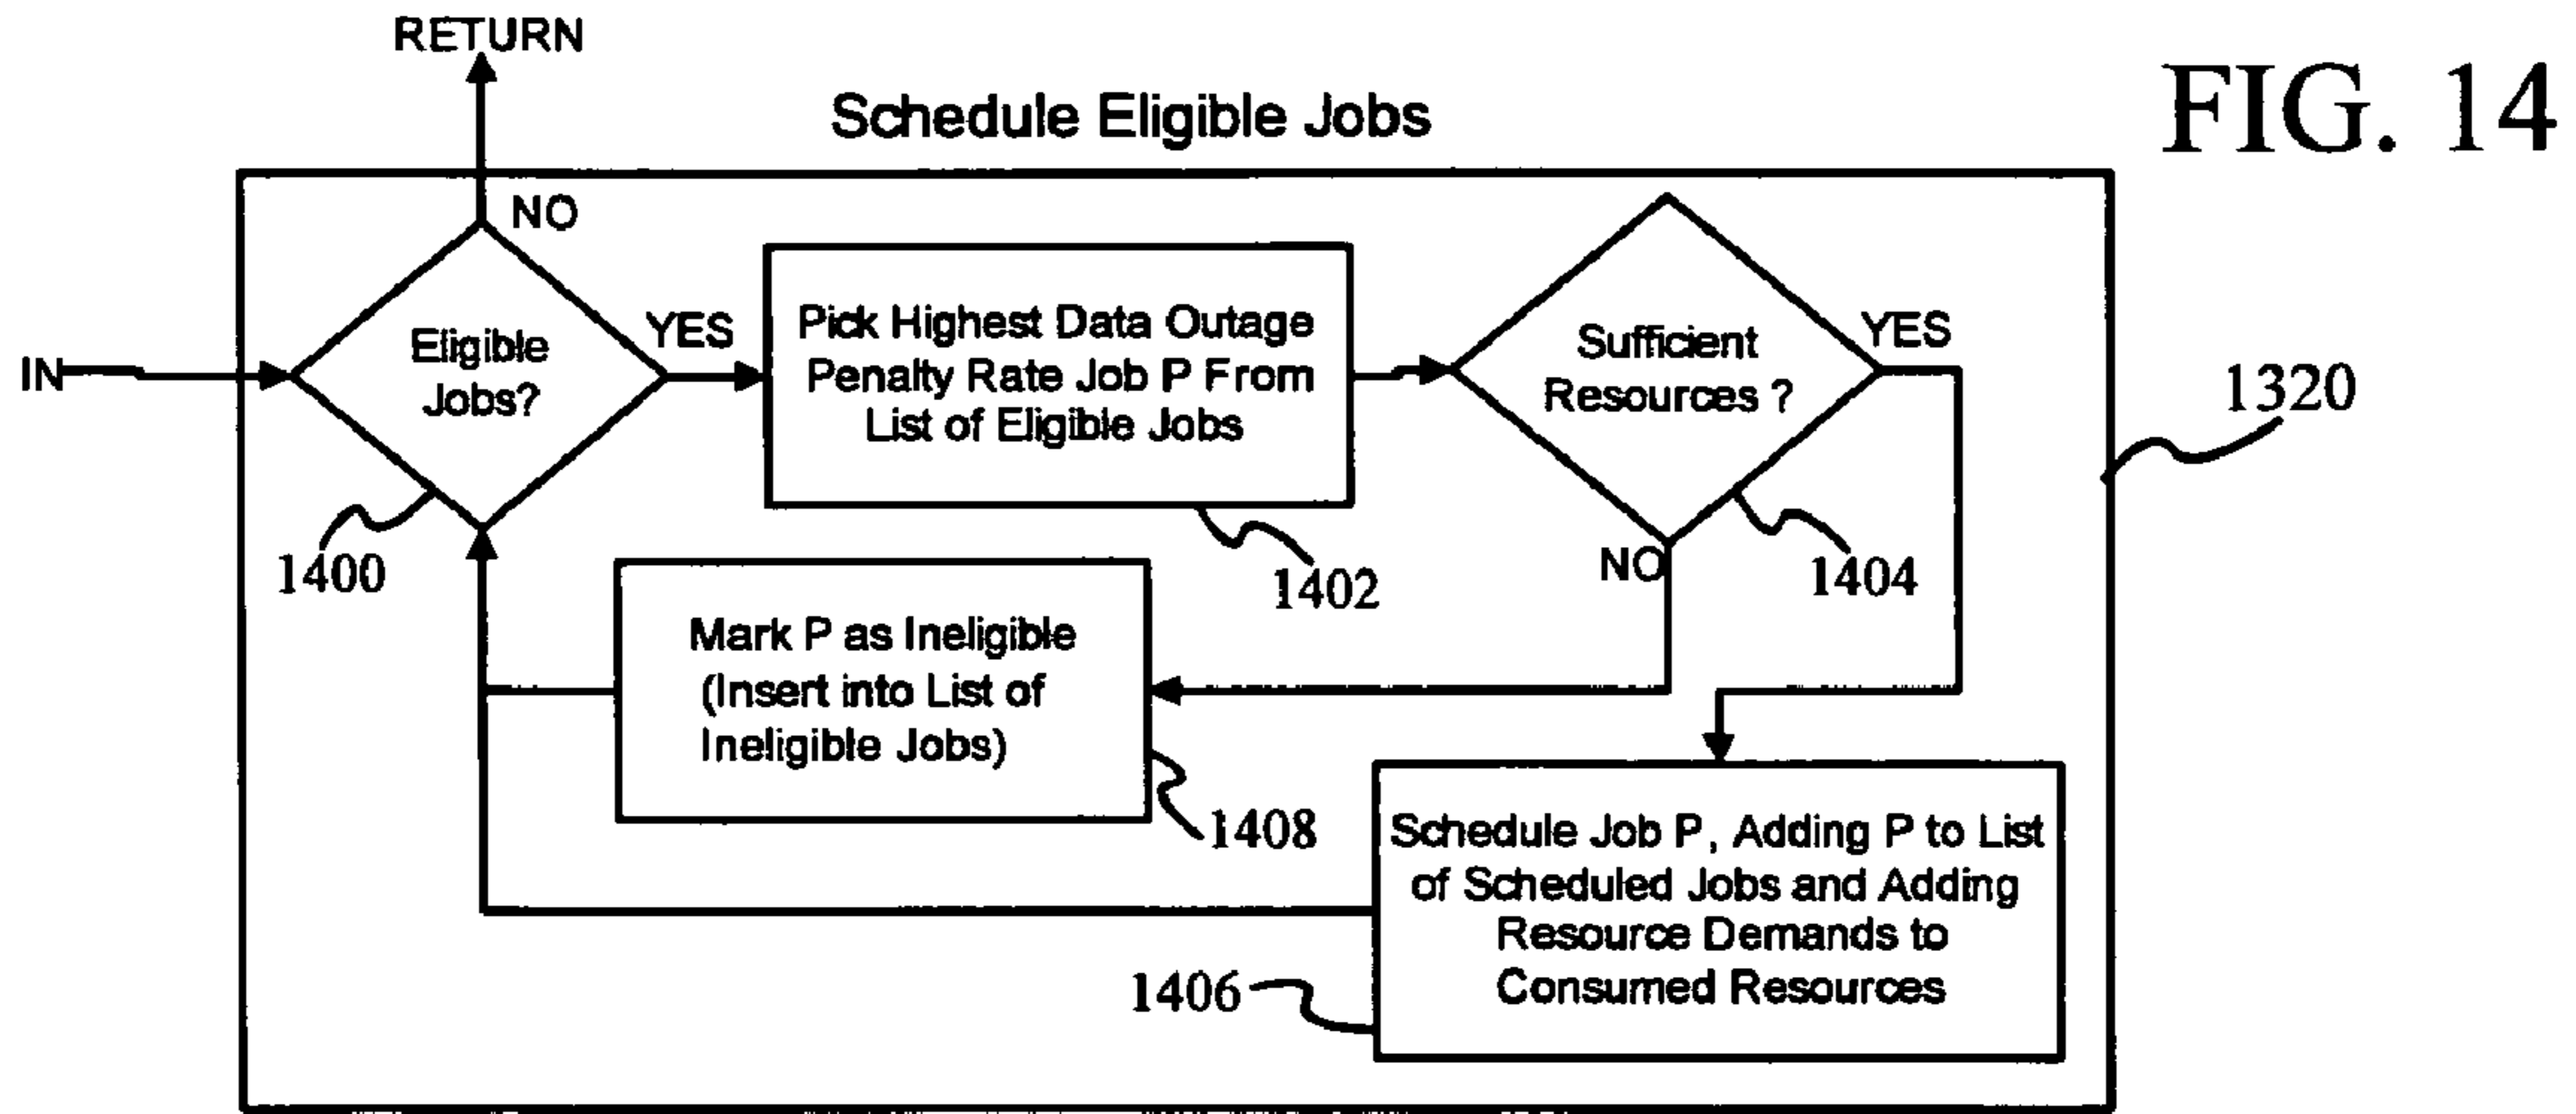 RETURN
FIG. 14
Schedule Eligible Jobs
NO
IN
Eligible
Jobs?
YES
Pick Highest Data Outage
Penalty Rate Job P From
List of Eligible Jobs
Sufficient
Resources ?
YES
1320
1400
1402
NO
1404
Mark P as Ineligible
(Insert into List of
Ineligible Jobs)
1408
Schedule Job P, Adding P to List
of Scheduled Jobs and Adding
Resource Demands to
Consumed Resources
1406